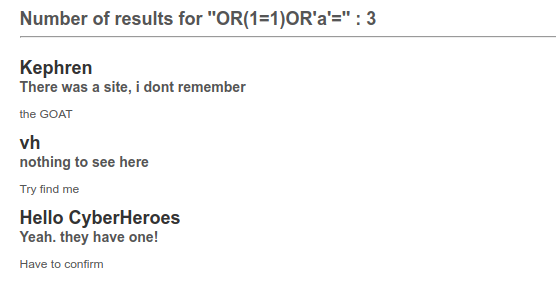 Number of results for "OR(1=1)OR'a'=" : 3
Kephren
There was a site, i dont remember
the GOAT
vh
nothing to see here
Try find me
Hello CyberHeroes
Yeah. they have one!
Have to confirm